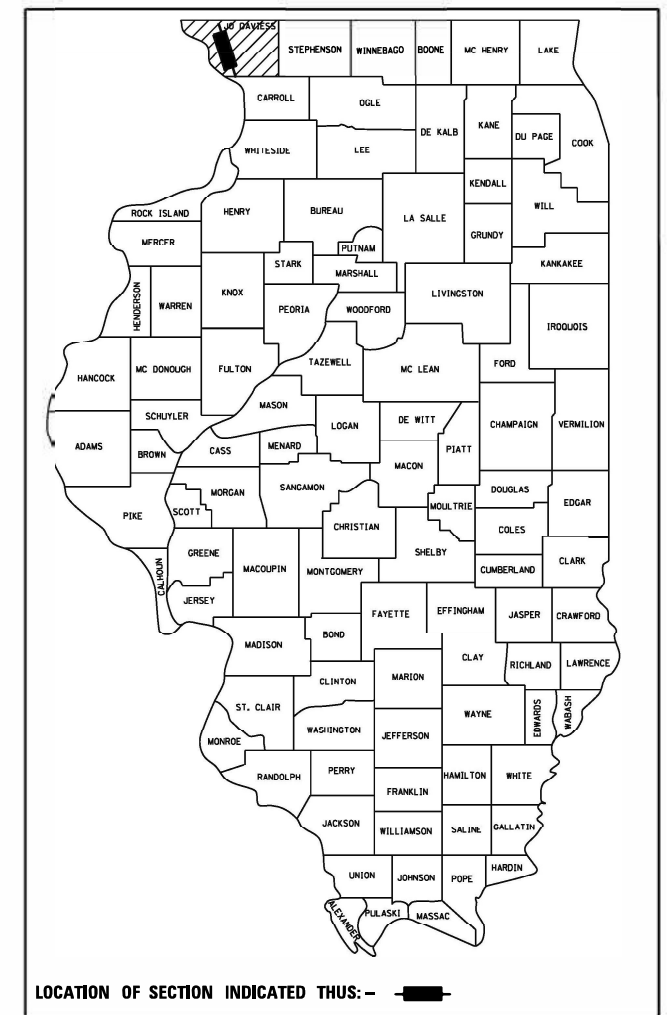 JO DAVIESS
STEPHENSON WINNEBAGO BOONE MC HENRY LAKE
CARROLL OGLE
DE KALB KANE DU PAGE COOK
WHITESIDE LEE
KENDALL
WILL
ROCK ISLAND HENRY BUREAU LA SALLE
GRUNDY
MERCER PUTNAM
STARK MARSHALL KANKAKEE
HENDERSON WARREN KNOX PEORIA WOODFORD LIVINGSTON
IROQUOIS
HANCOCK MC DONOUGH FULTON TAZEWELL MC LEAN FORD
MASON
SCHUYLER LOGAN DE WITT CHAMPAIGN VERMILION
ADAMS BROWN CASS MENARD PIATT
MACON
MORGAN SANGAMON DOUGLAS
PIKE SCOTT MOULTRIE EDGAR
CHRISTIAN COLES
GREENE SHELBY
CALHOUN MACOUPIN MONTGOMERY CUMBERLAND CLARK
JERSEY
FAYETTE EFFINGHAM JASPER CRAWFORD
BOND
MADISON
CLAY RICHLAND LAWRENCE
CLINTON MARION
ST. CLAIR WAYNE EDWARDS WABASH
WASHINGTON JEFFERSON
MONROE
RANDOLPH PERRY HAMILTON WHITE
FRANKLIN
JACKSON WILLIAMSON SALINE GALLATIN
UNION JOHNSON POPE HARDIN
ALEXANDER PULASKI MASSAC
LOCATION OF SECTION INDICATED THUS: -